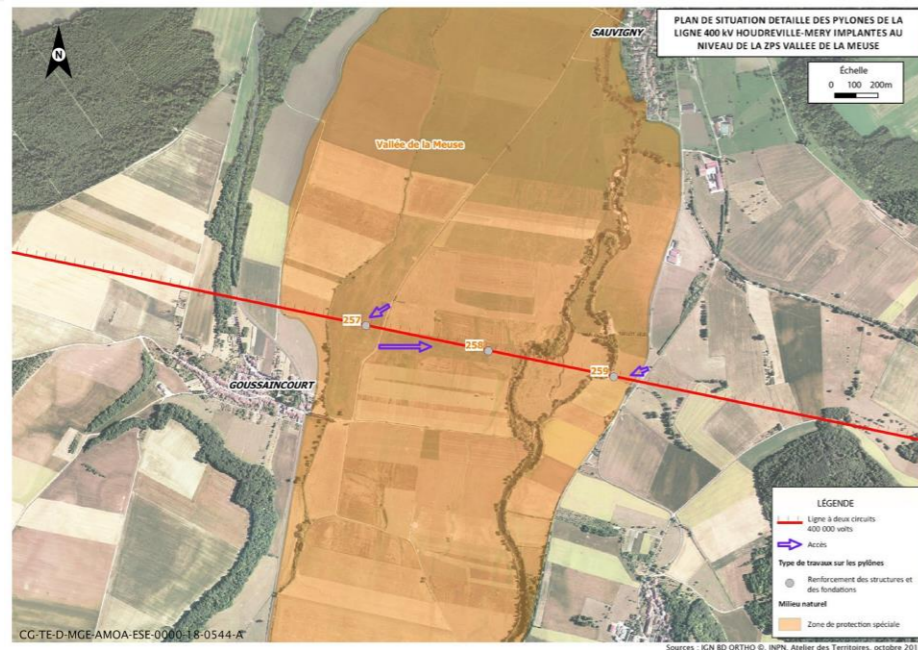 PLAN DE SITUATION DETAILLE DES PYLONES DE LA
LIGNE 400 kV HOUDREVILLE-MERY IMPLANTES AU
NIVEAU DE LA ZPS VALLEE DE LA MEUSE
N
SAUVIGNY
Échelle
0 100 200m
Vallée de la Meuse
257
258
259
GOUSSAINCOURT
LÉGENDE
Ligne à deux circuits
400 000 volts
Accès
Type de travaux sur les pylônes
Renforcement des structures et
des fondations
Milieu naturel
Zone de protection spéciale
CG-TE-D-MGE-AMOA-ESE-0000-18-0544-A
Sources : IGN BD ORTHO ©, INPN, Atelier des Territoires, octobre